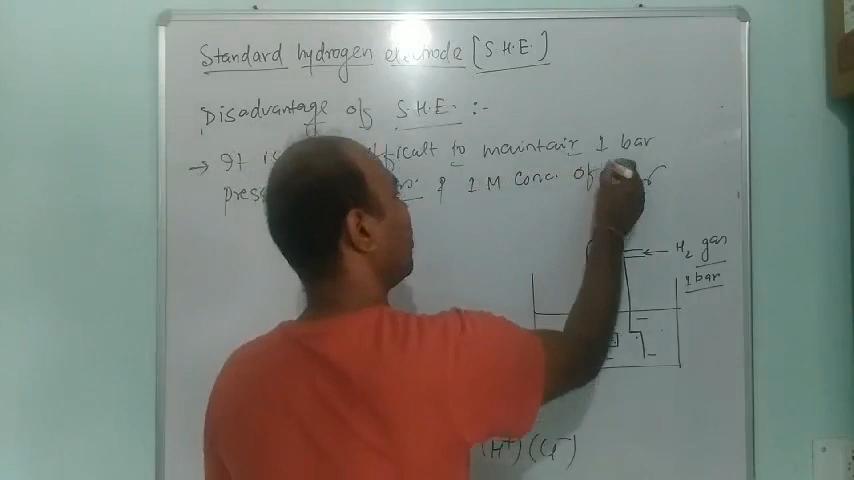 Standard hydrogen electrode [S.H.E.]
Disadvantage of S.H.E. :-
→ It is difficult to maintain 1 bar
press & 1 M Conc. of
H₂ gas
1 bar
(H⁺)(Cl⁻)